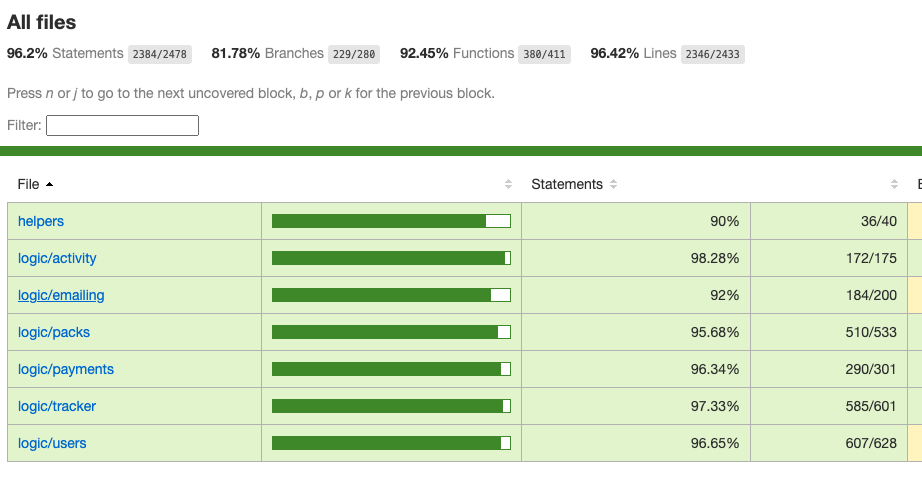 All files
96.2% Statements 2384/2478 81.78% Branches 229/280 92.45% Functions 380/411 96.42% Lines 2346/2433
Press n or j to go to the next uncovered block, b, p or k for the previous block.
Filter:
File Statements
helpers 90% 36/40
logic/activity 98.28% 172/175
logic/emailing 92% 184/200
logic/packs 95.68% 510/533
logic/payments 96.34% 290/301
logic/tracker 97.33% 585/601
logic/users 96.65% 607/628